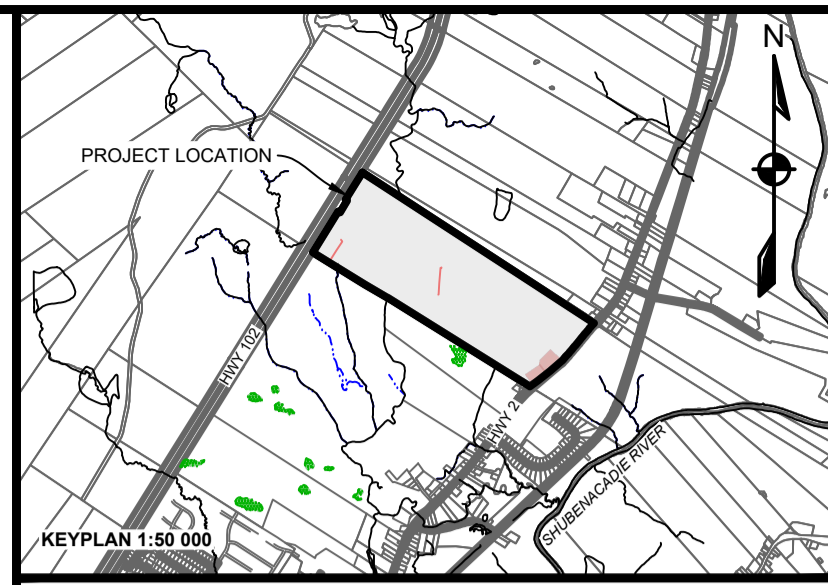 N
PROJECT LOCATION
HWY 102
HWY 2
SHUBENACADIE RIVER
KEYPLAN 1:50 000